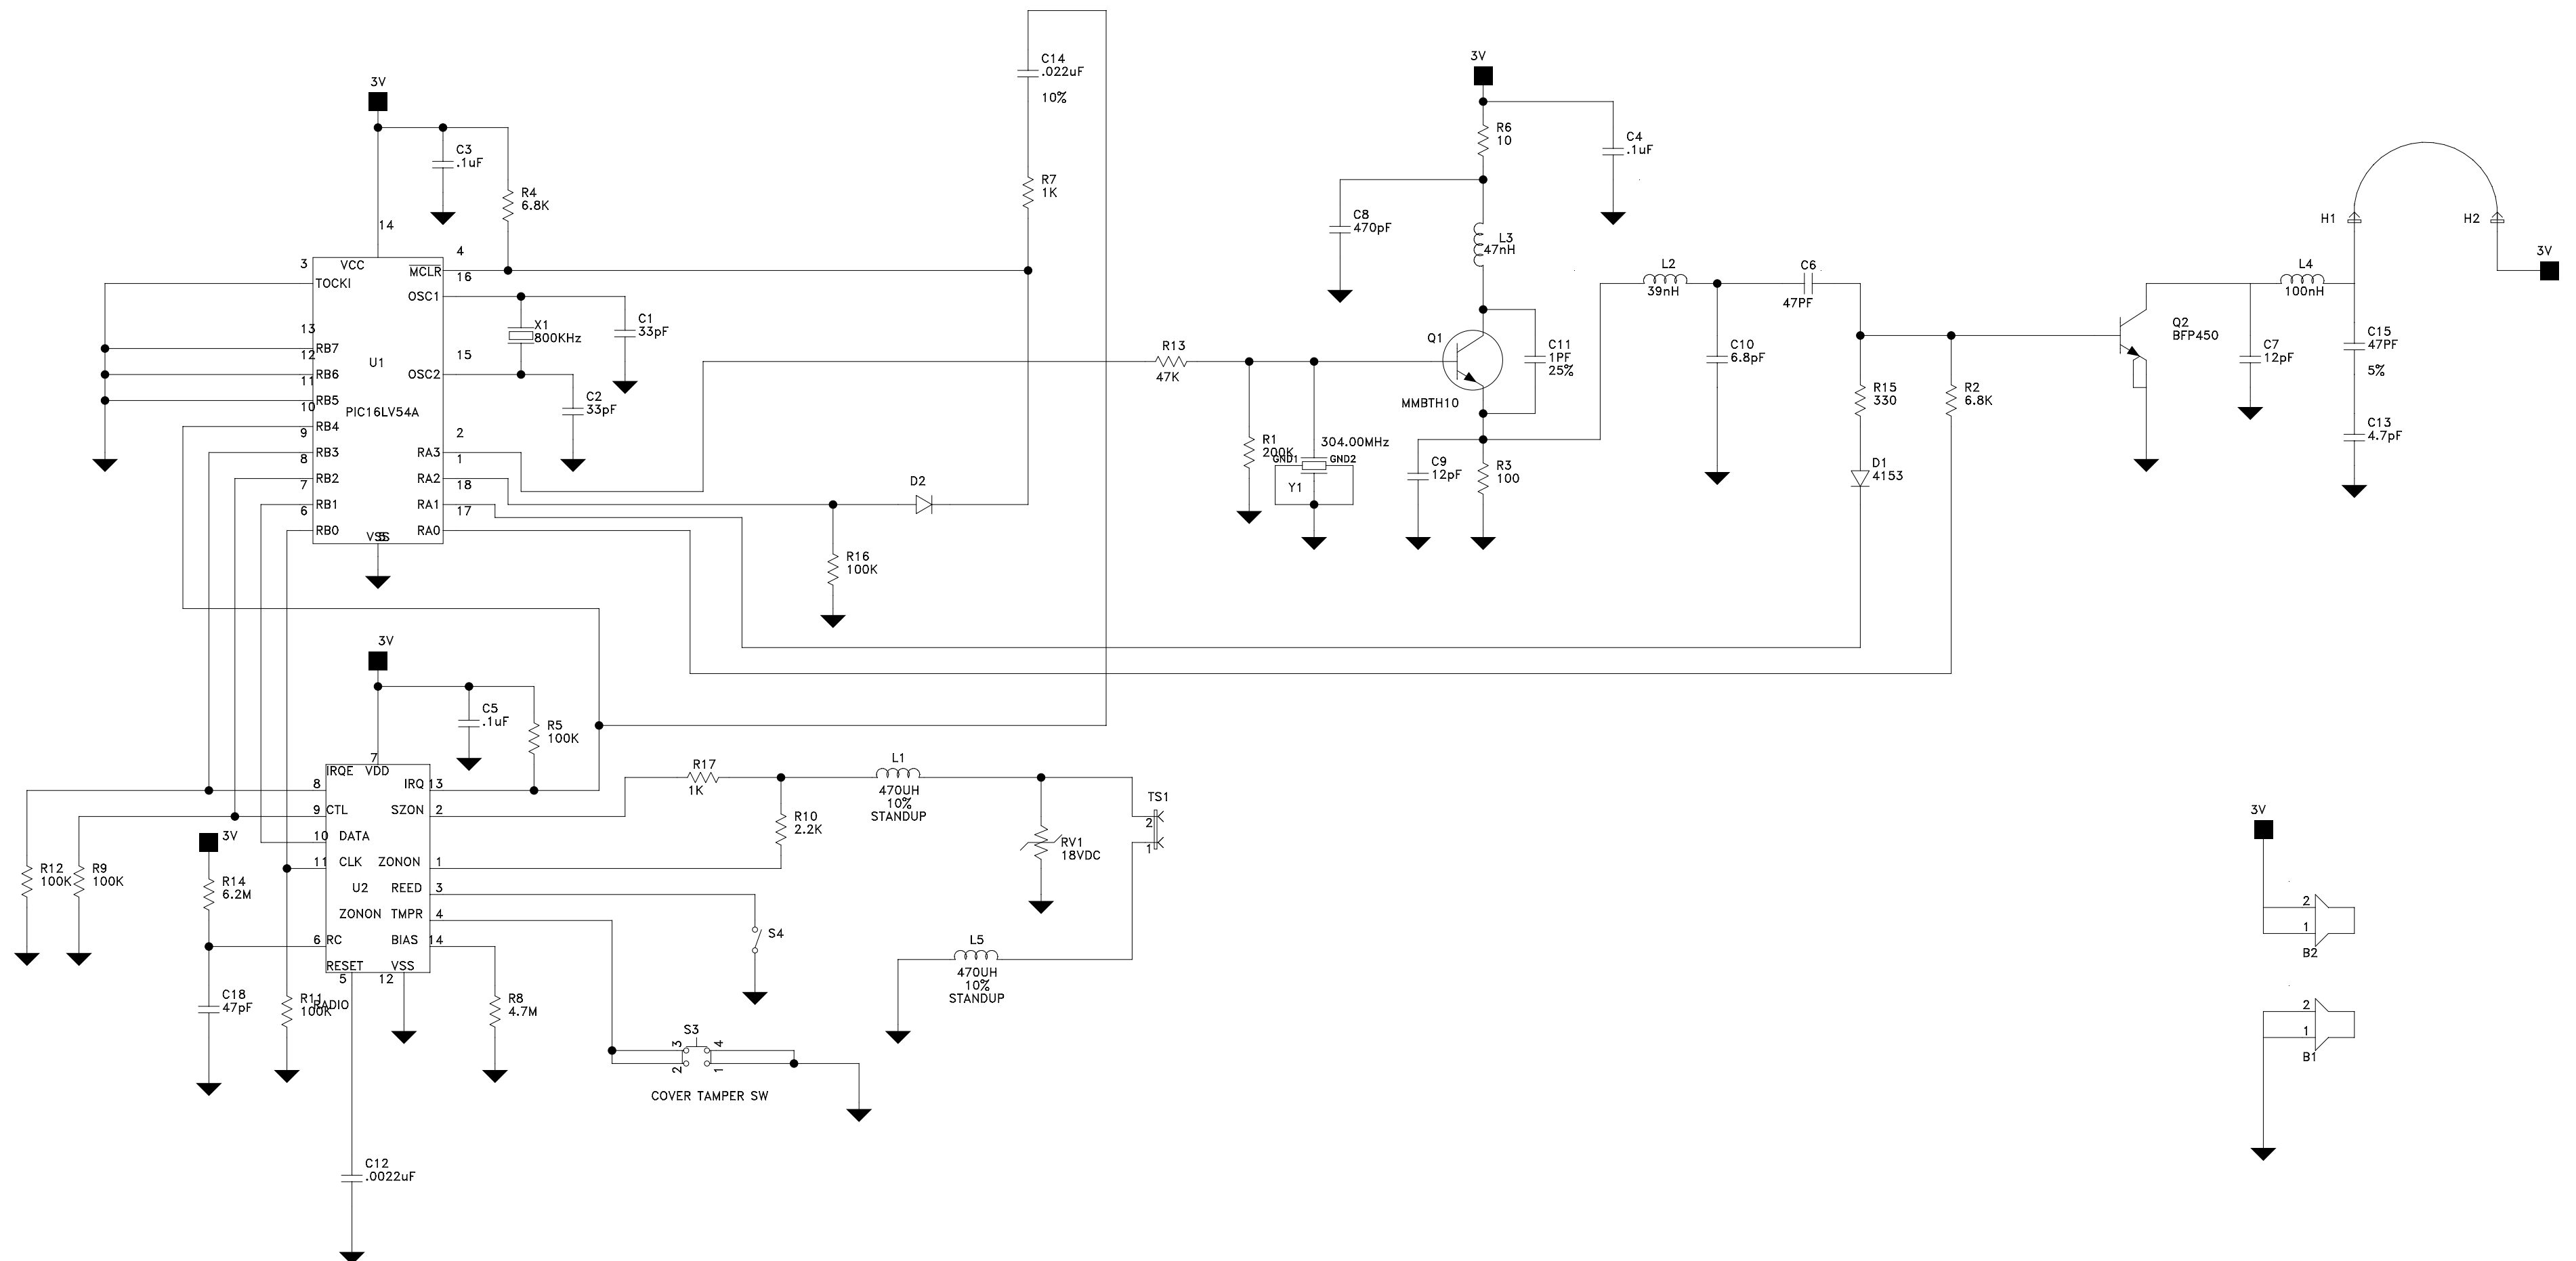 3V
C3
.1uF
R4
6.8K
14
3
VCC
4
MCLR
16
TOCKI
OSC1
13
RB7
12
RB6
11
RB5
10
RB4
9
RB3
8
RB2
7
RB1
6
RB0
U1
PIC16LV54A
15
OSC2
2
RA3
1
RA2
18
RA1
17
RA0
VSS
5
X1
800KHz
C1
33pF
C2
33pF
C14
.022uF
10%
R7
1K
D2
R16
100K
3V
R6
10
C4
.1uF
C8
470pF
L3
47nH
Q1
MMBTH10
C11
1PF
25%
R13
47K
R1
200K
304.00MHz
GND1
GND2
Y1
C9
12pF
R3
100
L2
39nH
C6
47PF
C10
6.8pF
R15
330
R2
6.8K
D1
4153
Q2
BFP450
C7
12pF
L4
100nH
H1
H2
3V
C15
47PF
5%
C13
4.7pF
3V
C5
.1uF
R5
100K
7
IRQE
VDD
8
IRQ
13
9
CTL
SZON
2
10
DATA
11
CLK
ZONON
1
U2
REED
3
ZONON
TMPR
4
6
RC
BIAS
14
RESET
VSS
5
12
RADIO
3V
R12
100K
R9
100K
R14
6.2M
C18
47pF
R11
100K
R8
4.7M
C12
.0022uF
R17
1K
R10
2.2K
L1
470UH
10%
STANDUP
RV1
18VDC
TS1
2
1
S4
L5
470UH
10%
STANDUP
S3
3
4
2
1
COVER TAMPER SW
3V
2
1
B2
2
1
B1